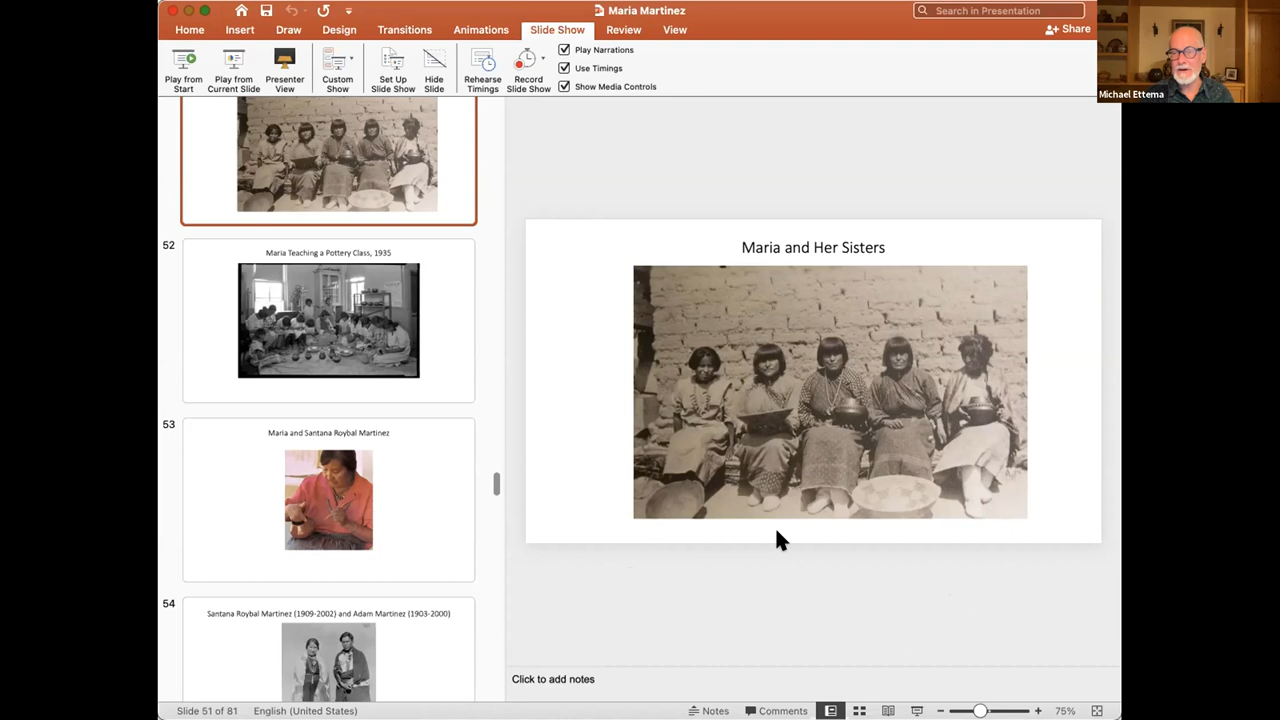 Maria Martinez
Search in Presentation
Home Insert Draw Design Transitions Animations Slide Show Review View
Share
Play from Start
Play from Current Slide
Presenter View
Custom Show
Set Up Slide Show
Hide Slide
Rehearse Timings
Record Slide Show
Play Narrations
Use Timings
Show Media Controls
Michael Ettema
52
Maria Teaching a Pottery Class, 1935
53
Maria and Santana Roybal Martinez
54
Santana Roybal Martinez (1909-2002) and Adam Martinez (1903-2000)
Maria and Her Sisters
Click to add notes
Slide 51 of 81 English (United States)
Notes Comments 75%